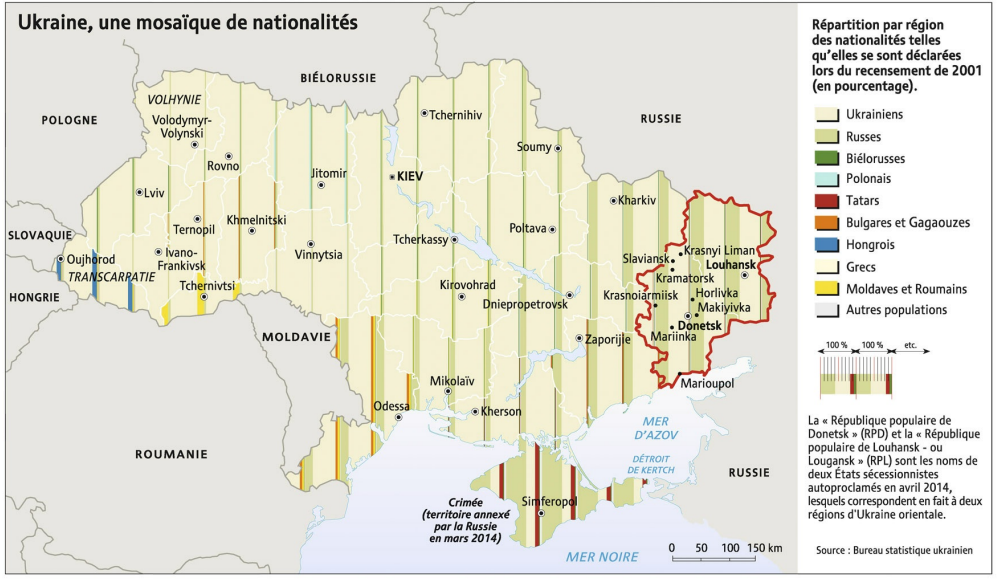 Ukraine, une mosaïque de nationalités
BIÉLORUSSIE
POLOGNE
RUSSIE
VOLHYNIE
Volodymyr-
Volynski
Rovno
Lviv
Ternopil
Khmelnitski
Jitomir
KIEV
Tchernihiv
Soumy
Kharkiv
Poltava
Tcherkassy
Vinnytsia
SLOVAQUIE
Oujhorod
TRANSCARPATIE
Ivano-
Frankivsk
Tchernivtsi
HONGRIE
Kirovohrad
Dniepropetrovsk
Slaviansk
Krasnyi Liman
Louhansk
Kramatorsk
Krasnoiarmiisk
Horlivka
Makiyivka
Donetsk
Mariinka
Zaporijie
Marioupol
MOLDAVIE
Mikolaïv
Odessa
Kherson
MER
D'AZOV
DÉTROIT
DE KERTCH
ROUMANIE
RUSSIE
Simferopol
Crimée
(territoire annexé
par la Russie
en mars 2014)
MER NOIRE
0 50 100 150 km
Répartition par région
des nationalités telles
qu'elles se sont déclarées
lors du recensement de 2001
(en pourcentage).
Ukrainiens
Russes
Biélorusses
Polonais
Tatars
Bulgares et Gagaouzes
Hongrois
Grecs
Moldaves et Roumains
Autres populations
100 % 100 % etc.
La « République populaire de
Donetsk » (RPD) et la « République
populaire de Louhansk - ou
Lougansk » (RPL) sont les noms de
deux États sécessionnistes
autoproclamés en avril 2014,
lesquels correspondent en fait à deux
régions d'Ukraine orientale.
Source : Bureau statistique ukrainien